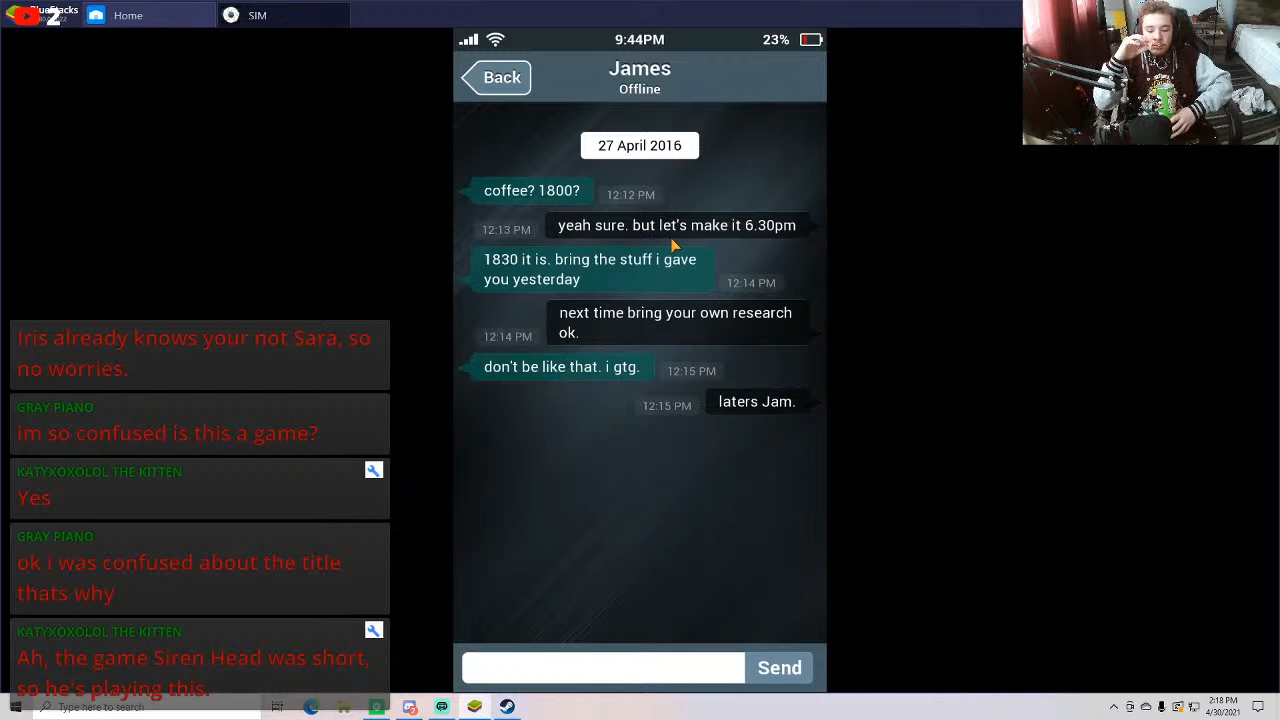 BlueStacks
2
Home
SIM
9:44PM
23%
Back
James
Offline
27 April 2016
coffee? 1800?
12:12 PM
12:13 PM
yeah sure. but let's make it 6.30pm
1830 it is. bring the stuff i gave
you yesterday
12:14 PM
next time bring your own research
ok.
12:14 PM
don't be like that. i gtg.
12:15 PM
12:15 PM
laters Jam.
Send
Iris already knows your not Sara, so
no worries.
GRAY PIANO
im so confused is this a game?
KATYXOXOLOL THE KITTEN
Yes
GRAY PIANO
ok i was confused about the title
thats why
KATYXOXOLOL THE KITTEN
Ah, the game Siren Head was short,
so he's playing this.
Type here to search
2:18 PM
4/30/2021